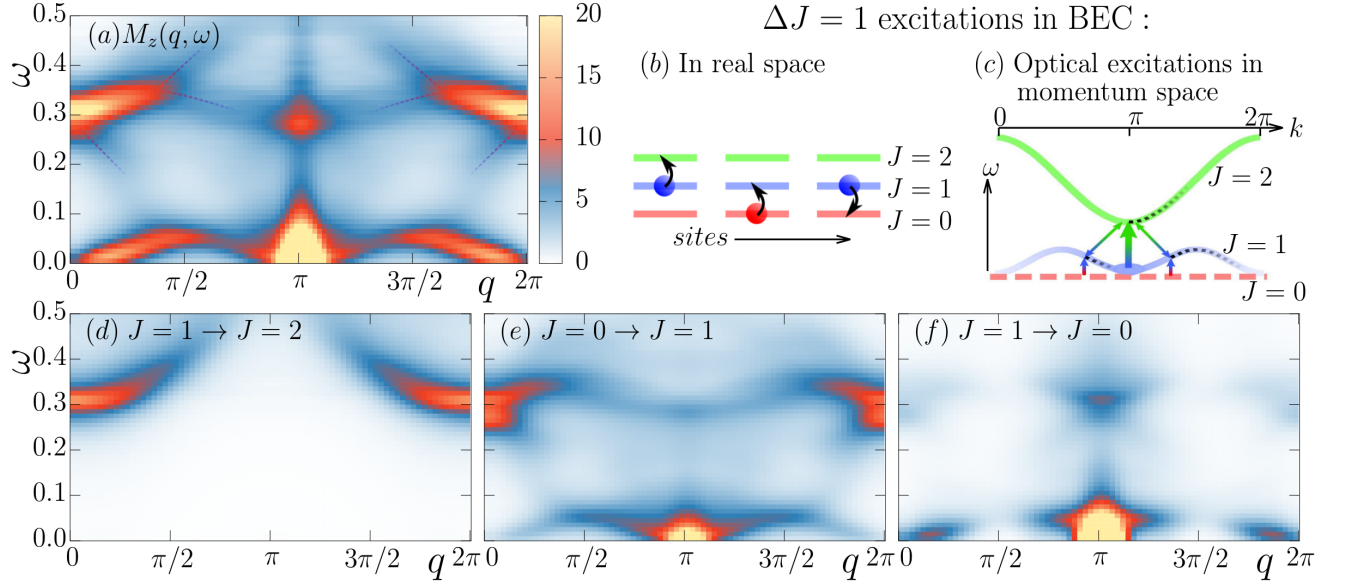 ΔJ = 1 excitations in BEC :
(a) M_z(q, ω)
ω
0.5
0.4
0.3
0.2
0.1
0.0
0
π/2
π
3π/2
q
2π
20
15
10
5
0
(b) In real space
J = 2
J = 1
J = 0
sites
(c) Optical excitations in
momentum space
0
π
2π
k
ω
J = 2
J = 1
J = 0
(d) J = 1 → J = 2
ω
0.5
0.4
0.3
0.2
0.1
0.0
0
π/2
π
3π/2
q
2π
(e) J = 0 → J = 1
0
π/2
π
3π/2
q
2π
(f) J = 1 → J = 0
0
π/2
π
3π/2
q
2π